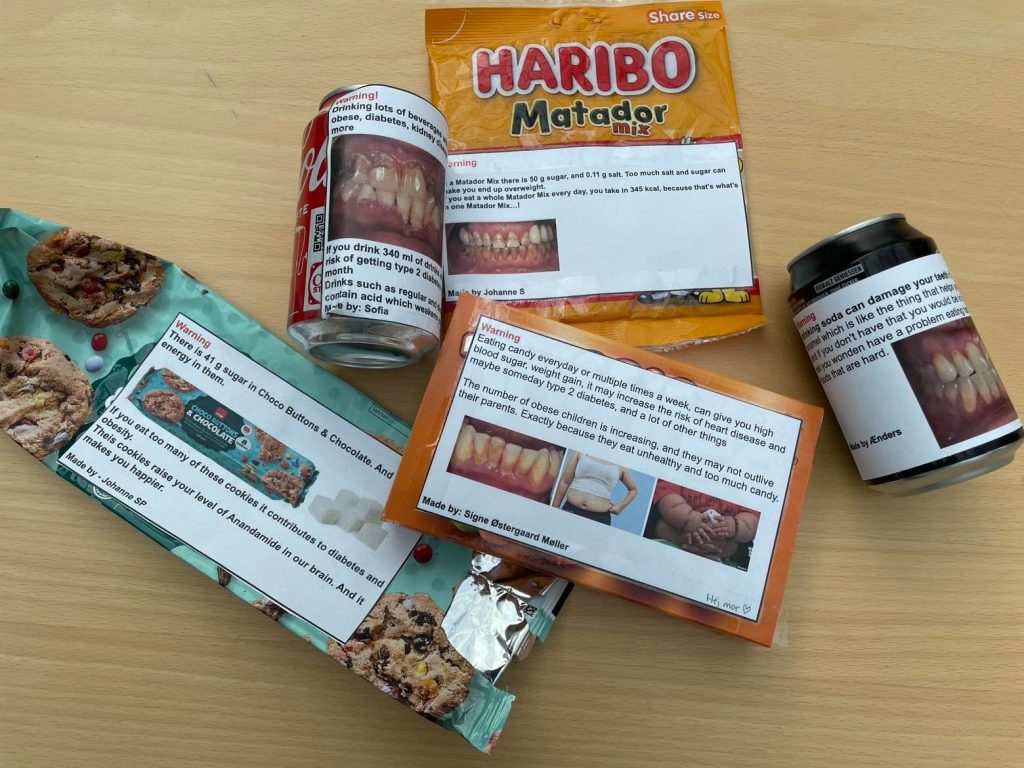 Share Size
HARIBO
Matador
mix
Warning!
Drinking lots of beverages
obese, diabetes, kidney
more
If you drink 340 ml of drinks
risk of getting type 2 diabetes
month
Drinks such as regular and
contain acid which weakens
by: Sofia
a Matador Mix there is 50 g sugar, and 0.11 g salt. Too much salt and sugar can
you end up overweight.
you eat a whole Matador Mix every day, you take in 345 kcal, because that's what's
one Matador Mix...!
Made by Johanne S
EISKALT GENIESSEN
Warning
soda can damage your teeth
which is like the thing that helps
if you don't have that you would be in
you wonden have a problem eating
that are hard.
Made by Ænders
Warning
There is 41 g sugar in Choco Buttons & Chocolate. And
energy in them.
CHOCO BUTTONS
& CHOCOLATE
If you eat too many of these cookies it contributes to diabetes and
obesity.
Theis cookies raise your level of Anandamide in our brain. And it
makes you happier.
Made by - Johanne SP
Warning
Eating candy everyday or multiple times a week, can give you high
blood sugar, weight gain, it may increase the risk of heart disease and
maybe someday type 2 diabetes, and a lot of other things
The number of obese children is increasing, and they may not outlive
their parents. Exactly because they eat unhealthy and too much candy.
Made by: Signe Østergaard Møller
Hej mor ♡